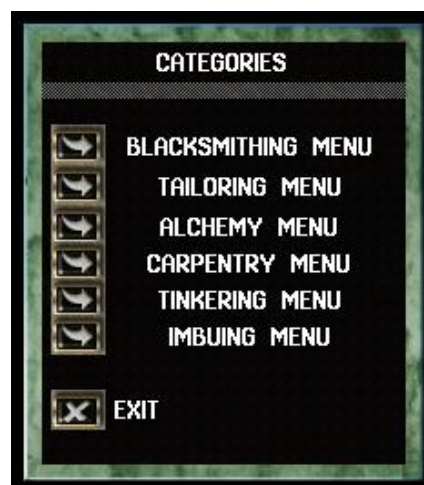 CATEGORIES
BLACKSMITHING MENU
TAILORING MENU
ALCHEMY MENU
CARPENTRY MENU
TINKERING MENU
IMBUING MENU
EXIT